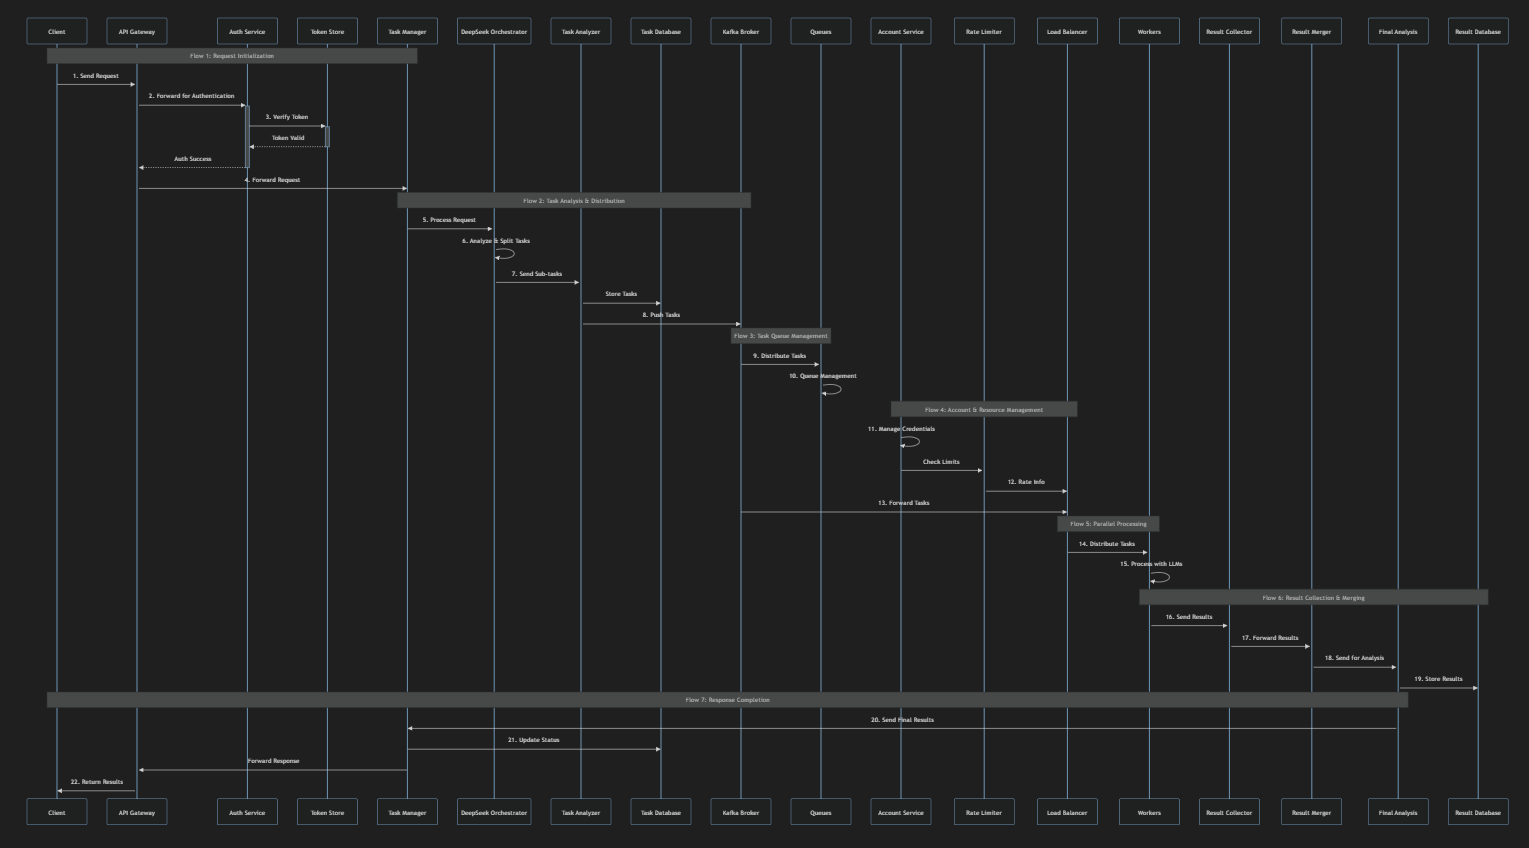 Client
API Gateway
Auth Service
Token Store
Task Manager
DeepSeek Orchestrator
Task Analyzer
Task Database
Kafka Broker
Queues
Account Service
Rate Limiter
Load Balancer
Workers
Result Collector
Result Merger
Final Analysis
Result Database
Flow 1: Request Initialization
1. Send Request
2. Forward for Authentication
3. Verify Token
Token Valid
Auth Success
4. Forward Request
Flow 2: Task Analysis & Distribution
5. Process Request
6. Analyze & Split Tasks
7. Send Sub-tasks
Store Tasks
8. Push Tasks
Flow 3: Task Queue Management
9. Distribute Tasks
10. Queue Management
Flow 4: Account & Resource Management
11. Manage Credentials
Check Limits
12. Rate Info
13. Forward Tasks
Flow 5: Parallel Processing
14. Distribute Tasks
15. Process with LLMs
Flow 6: Result Collection & Merging
16. Send Results
17. Forward Results
18. Send for Analysis
19. Store Results
Flow 7: Response Completion
20. Send Final Results
21. Update Status
Forward Response
22. Return Results
Client
API Gateway
Auth Service
Token Store
Task Manager
DeepSeek Orchestrator
Task Analyzer
Task Database
Kafka Broker
Queues
Account Service
Rate Limiter
Load Balancer
Workers
Result Collector
Result Merger
Final Analysis
Result Database